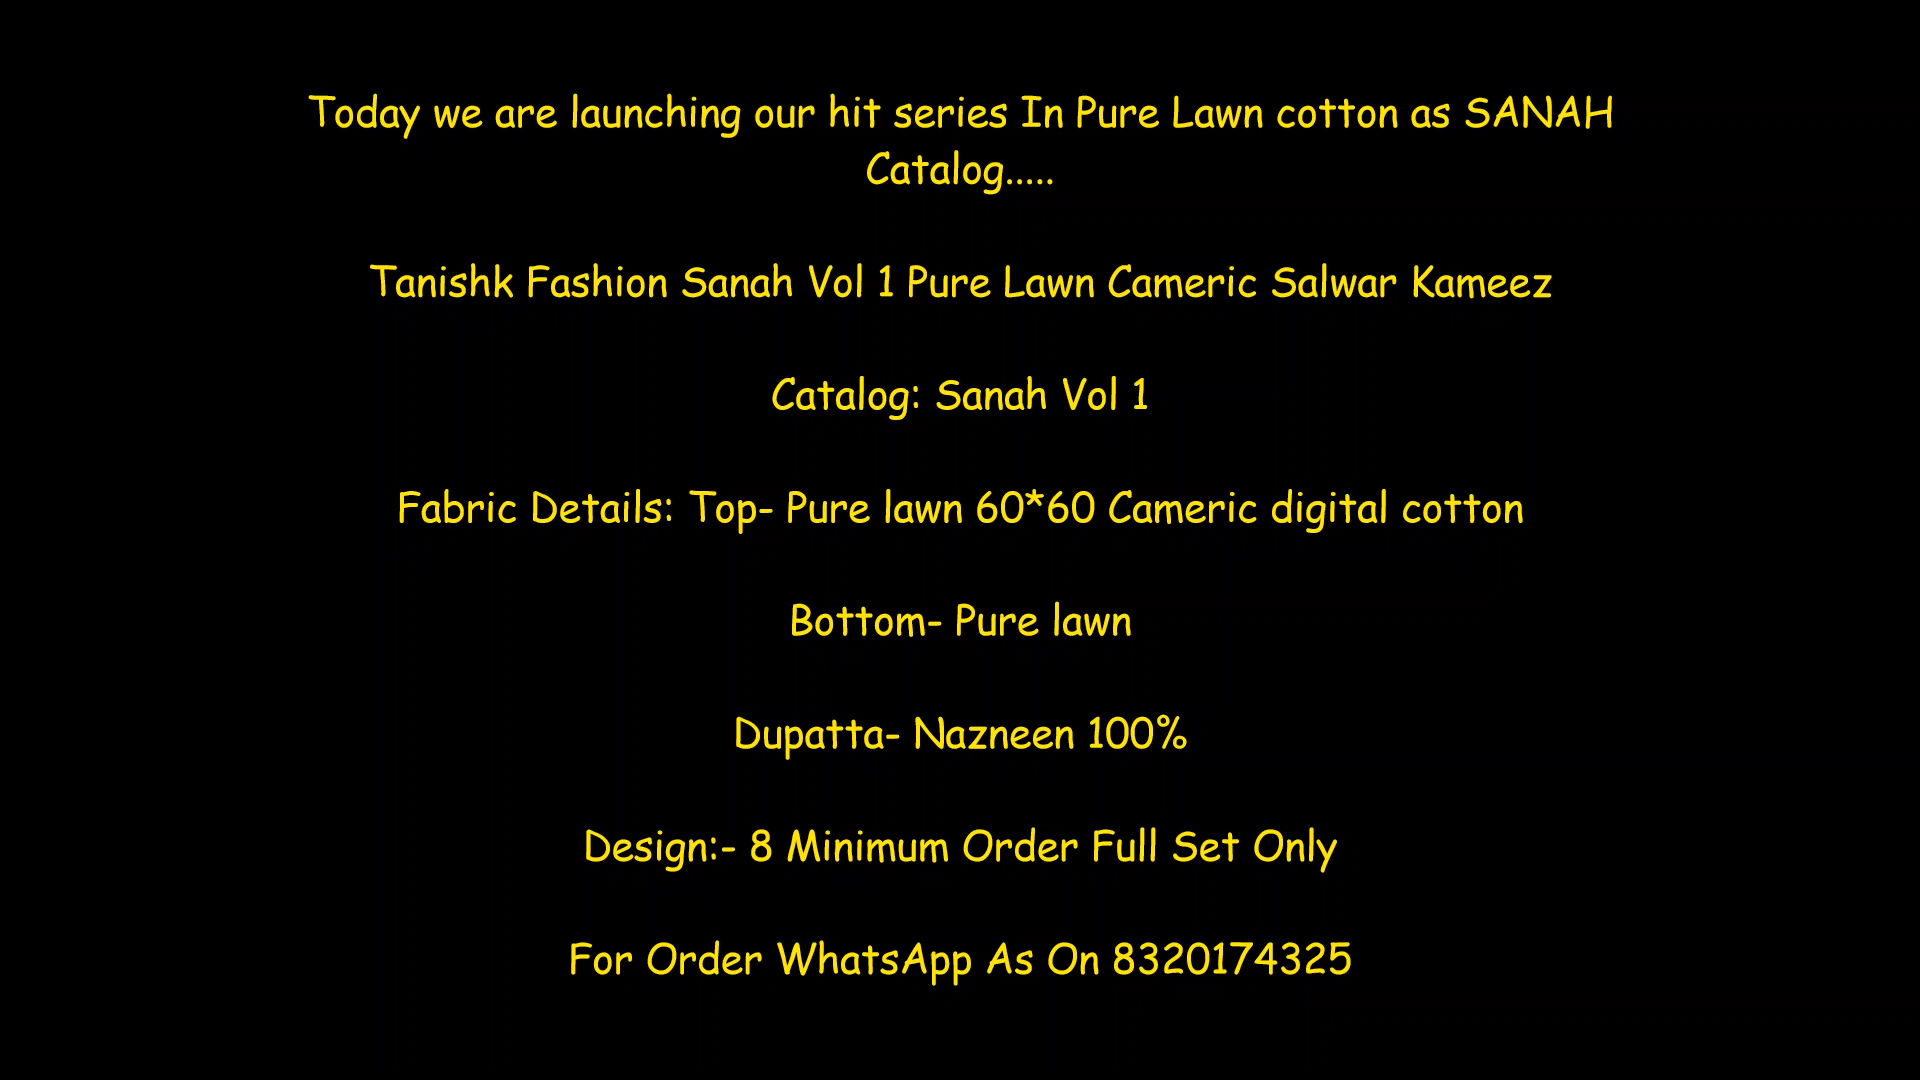 Today we are launching our hit series In Pure Lawn cotton as SANAH
Catalog.....
Tanishk Fashion Sanah Vol 1 Pure Lawn Cameric Salwar Kameez
Catalog: Sanah Vol 1
Fabric Details: Top- Pure lawn 60*60 Cameric digital cotton
Bottom- Pure lawn
Dupatta- Nazneen 100%
Design:- 8 Minimum Order Full Set Only
For Order WhatsApp As On 8320174325